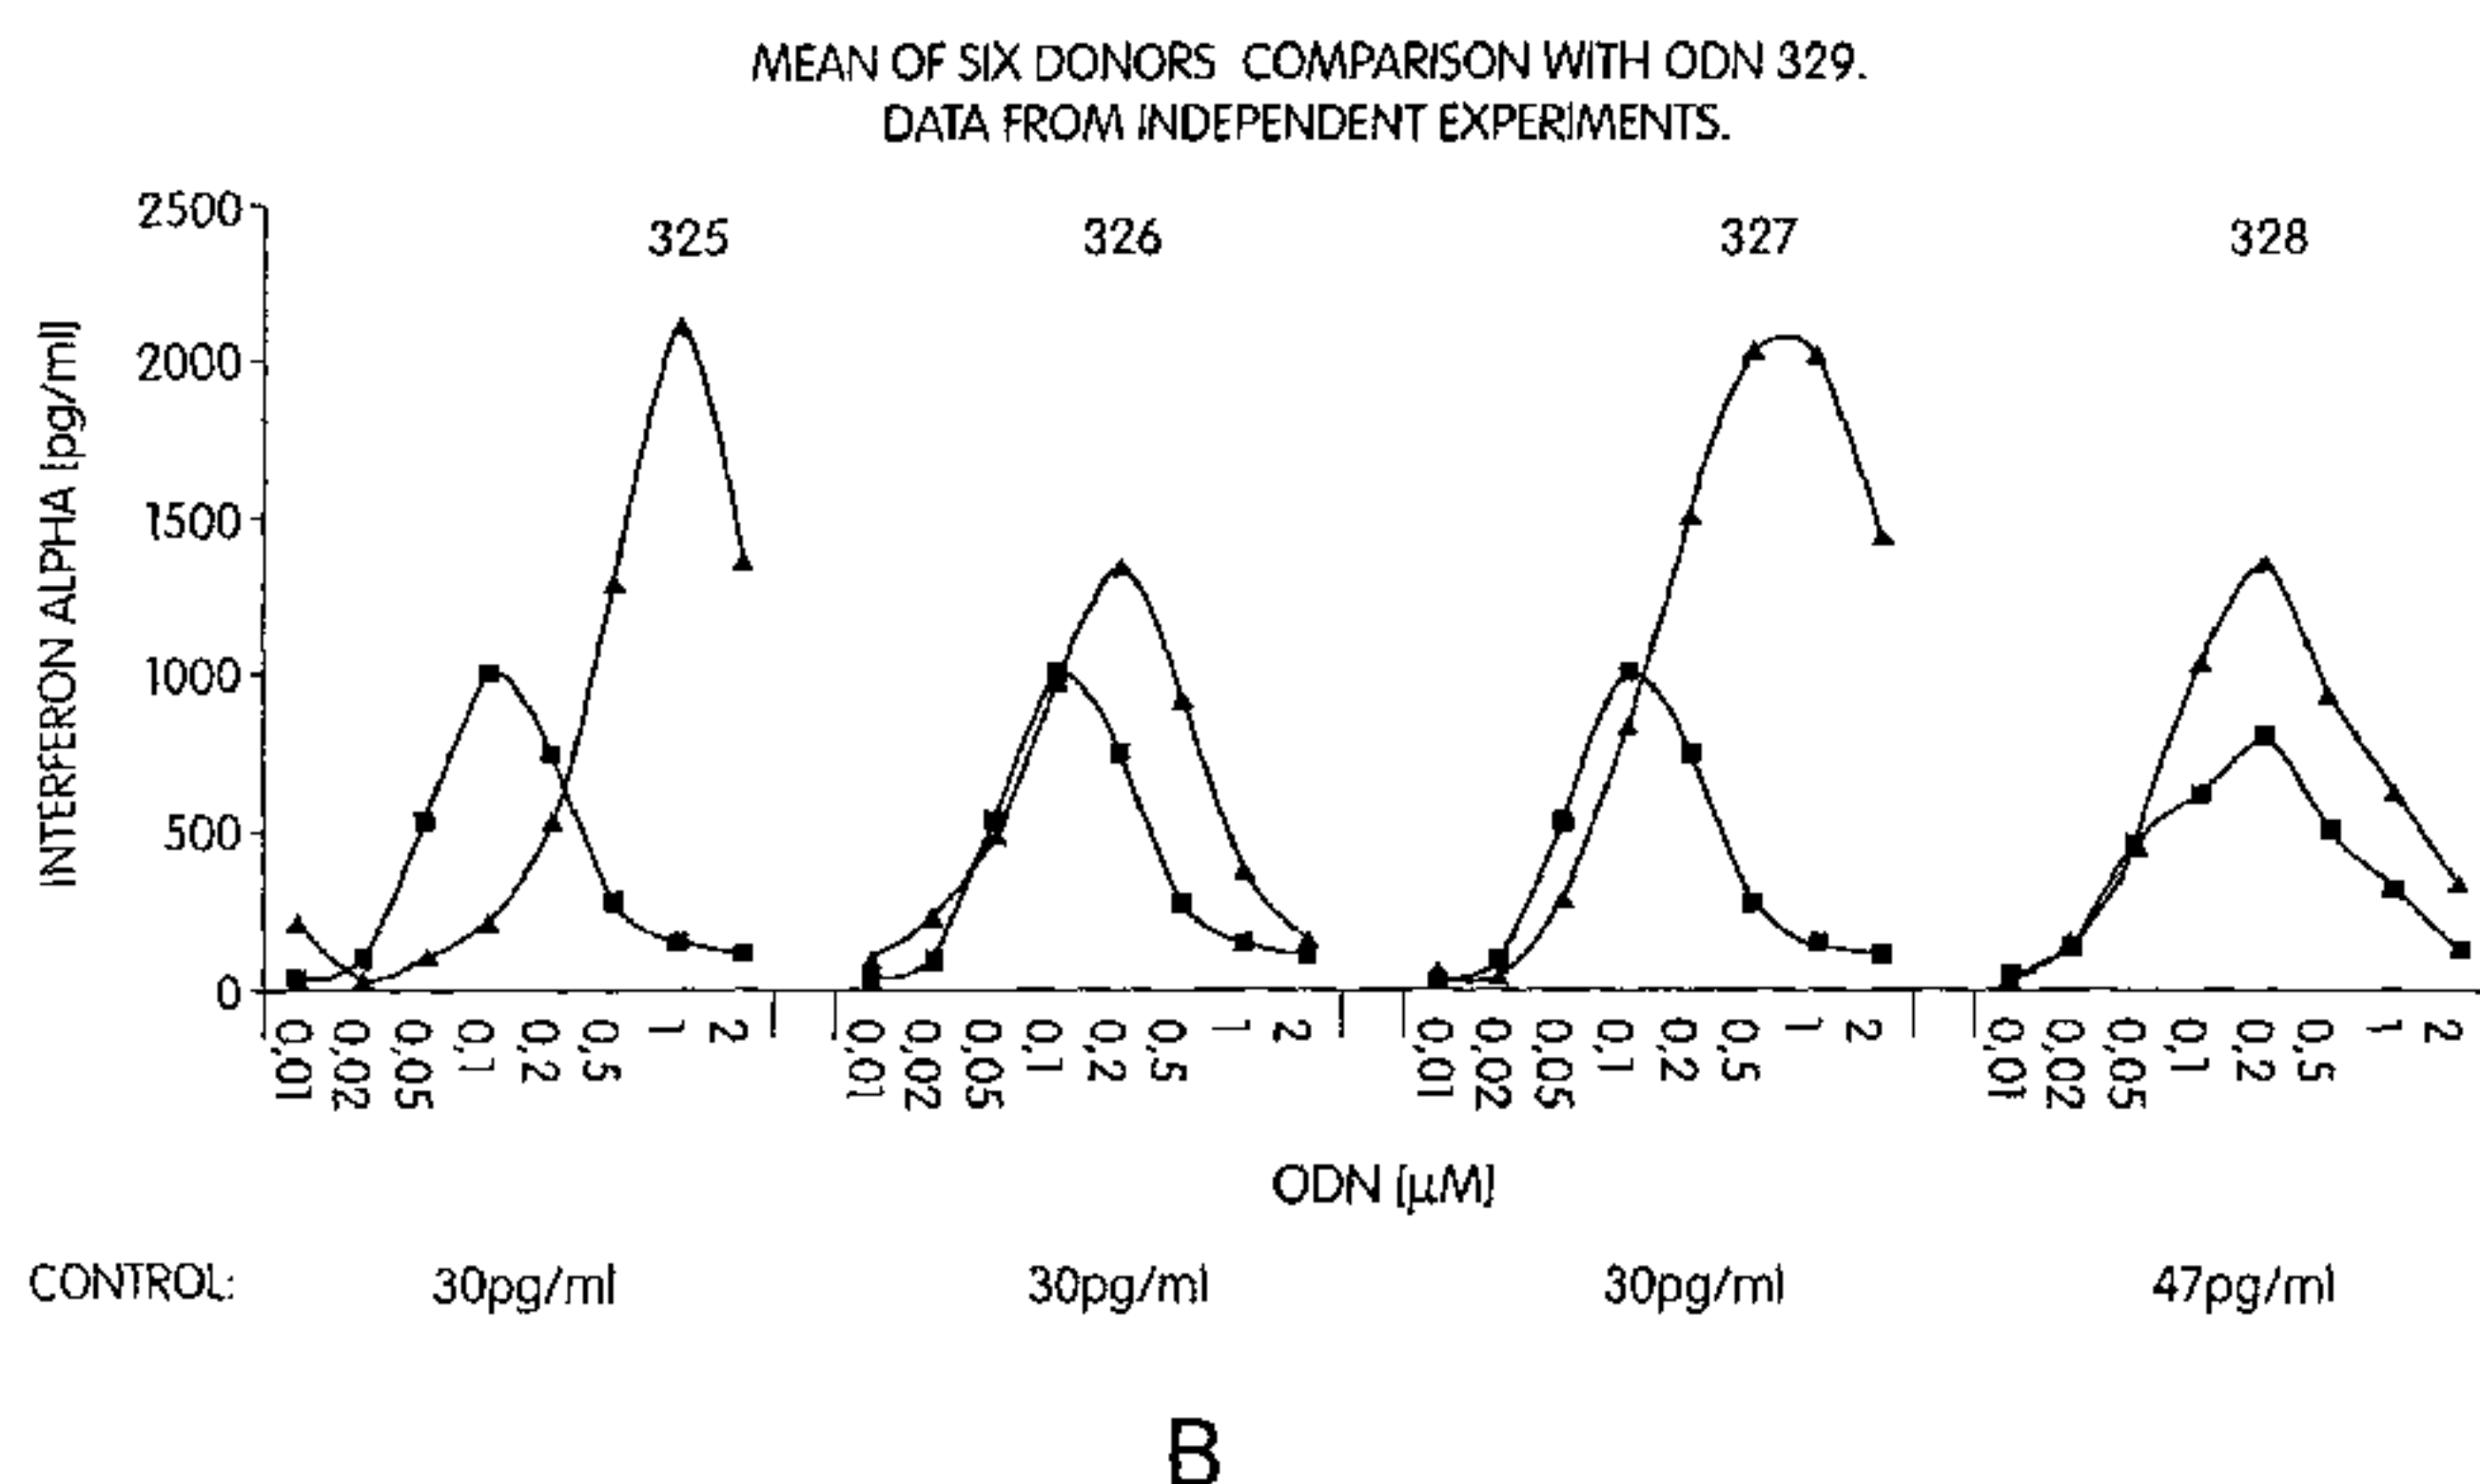 MEAN OF SIX DONORS COMPARISON WITH ODN 329.
DATA FROM INDEPENDENT EXPERIMENTS.
325 326 327 328
INTERFERON ALPHA [pg/ml]
2500
2000
1500
1000
500
0
0,01 0,02 0,05 0,1 0,2 0,5 1 2 0,01 0,02 0,05 0,1 0,2 0,5 1 2 0,01 0,02 0,05 0,1 0,2 0,5 1 2 0,01 0,02 0,05 0,1 0,2 0,5 1 2
ODN [µM]
CONTROL: 30pg/ml 30pg/ml 30pg/ml 47pg/ml
B